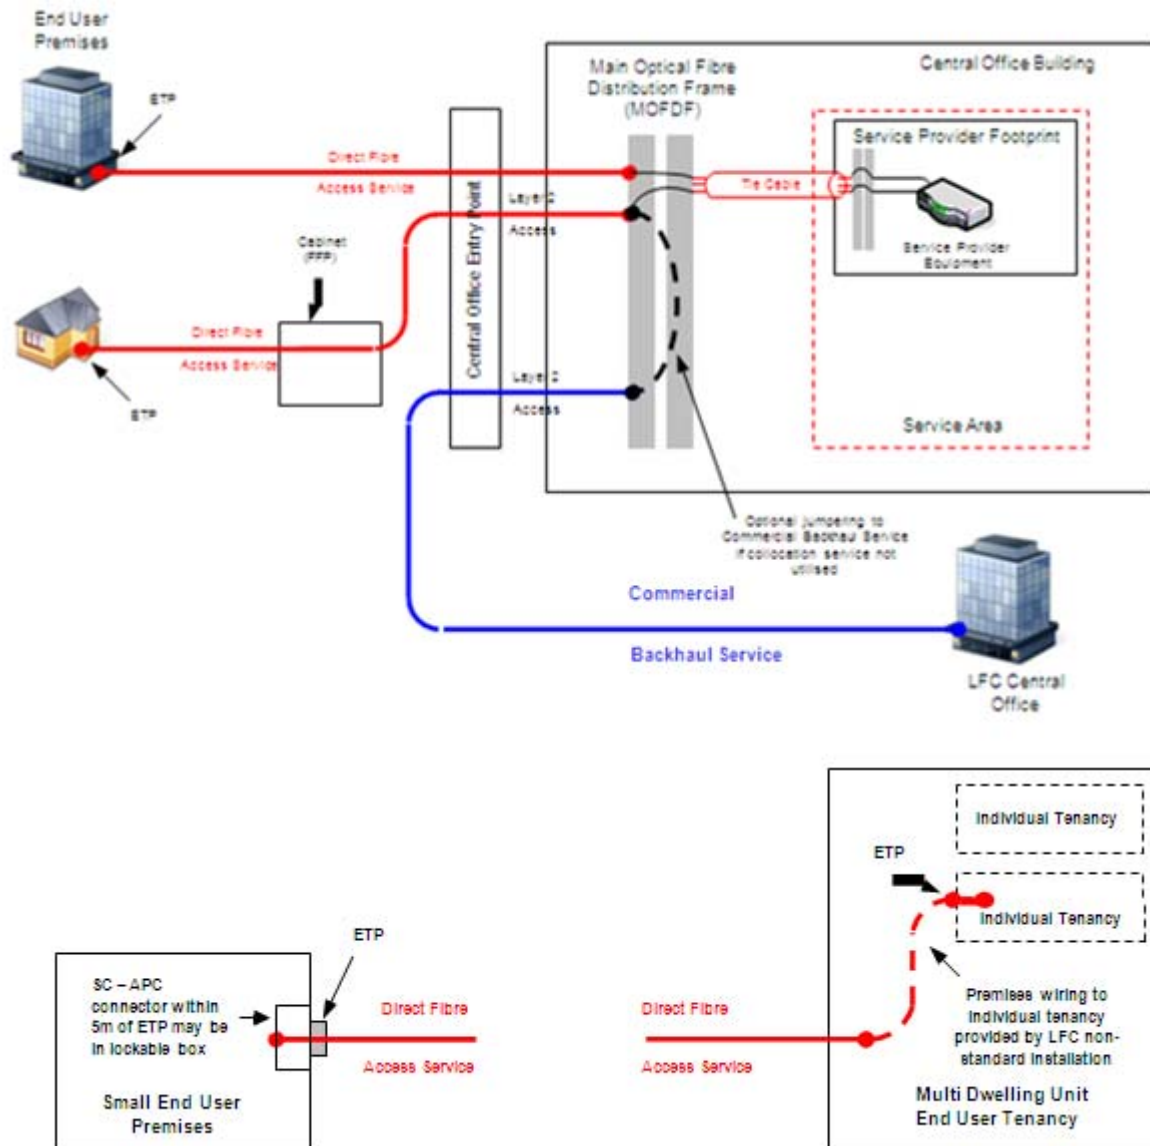 End User
Premises
ETP
Main Optical Fibre
Distribution Frame
(MOFDF)
Central Office Building
Service Provider Footprint
Direct Fibre
Access Service
Central Office Entry Point
Layer 2
Access
Tie Cable
Service Provider
Equipment
Cabinet
(FFP)
Direct Fibre
Access Service
ETP
Layer 2
Access
Service Area
Optional jumpering to
Commercial Backhaul Service
if collocation service not
utilised
Commercial
Backhaul Service
LFC Central
Office
Individual Tenancy
ETP
Individual Tenancy
ETP
SC – APC
connector within
5m of ETP may be
in lockable box
Direct Fibre
Access Service
Small End User
Premises
Direct Fibre
Access Service
Premises wiring to
individual tenancy
provided by LFC non-
standard installation
Multi Dwelling Unit
End User Tenancy